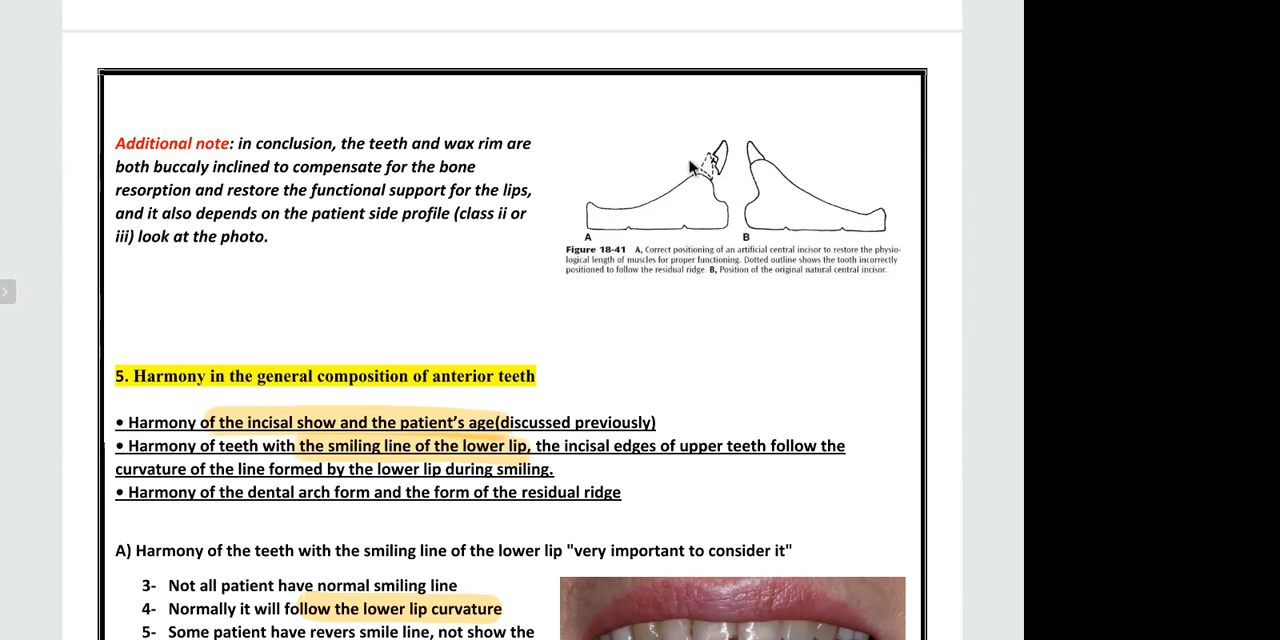 Additional note: in conclusion, the teeth and wax rim are
both buccaly inclined to compensate for the bone
resorption and restore the functional support for the lips,
and it also depends on the patient side profile (class ii or
iii) look at the photo.
A
B
Figure 18-41 A, Correct positioning of an artificial central incisor to restore the physio-
logical length of muscles for proper functioning. Dotted outline shows the tooth incorrectly
positioned to follow the residual ridge. B, Position of the original natural central incisor.
5. Harmony in the general composition of anterior teeth
• Harmony of the incisal show and the patient's age(discussed previously)
• Harmony of teeth with the smiling line of the lower lip, the incisal edges of upper teeth follow the
curvature of the line formed by the lower lip during smiling.
• Harmony of the dental arch form and the form of the residual ridge
A) Harmony of the teeth with the smiling line of the lower lip "very important to consider it"
3- Not all patient have normal smiling line
4- Normally it will follow the lower lip curvature
5- Some patient have revers smile line, not show the